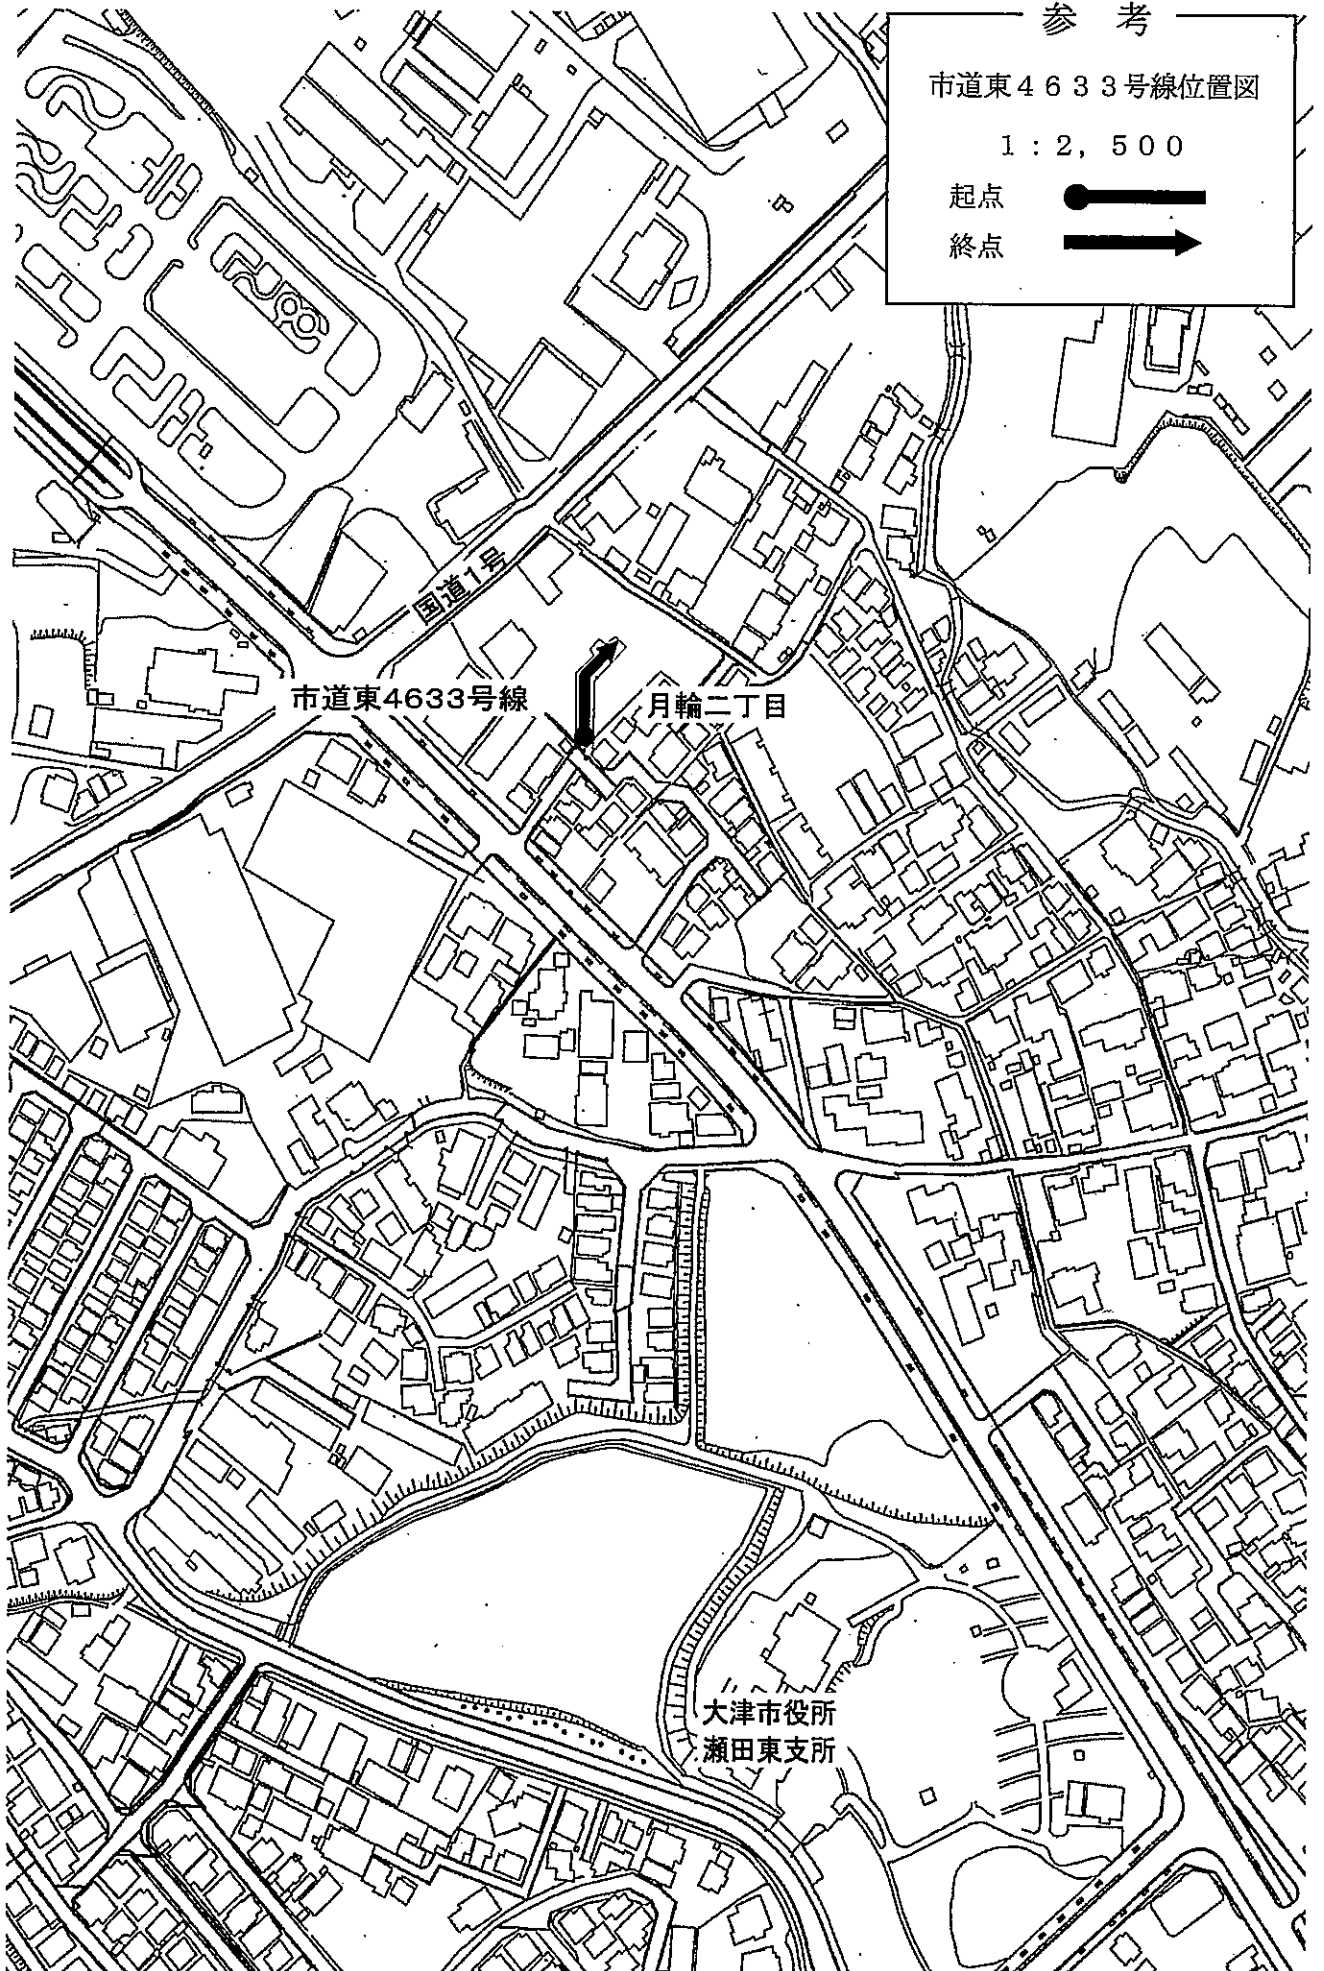 参 考
市道東4633号線位置図
1:2,500
起点
終点
国道1号
市道東4633号線
月輪二丁目
大津市役所
瀬田東支所